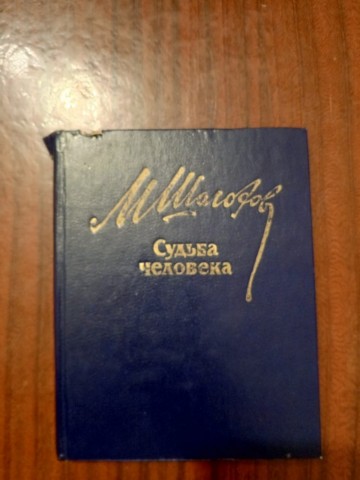 М Шолохов
Судьба
человека